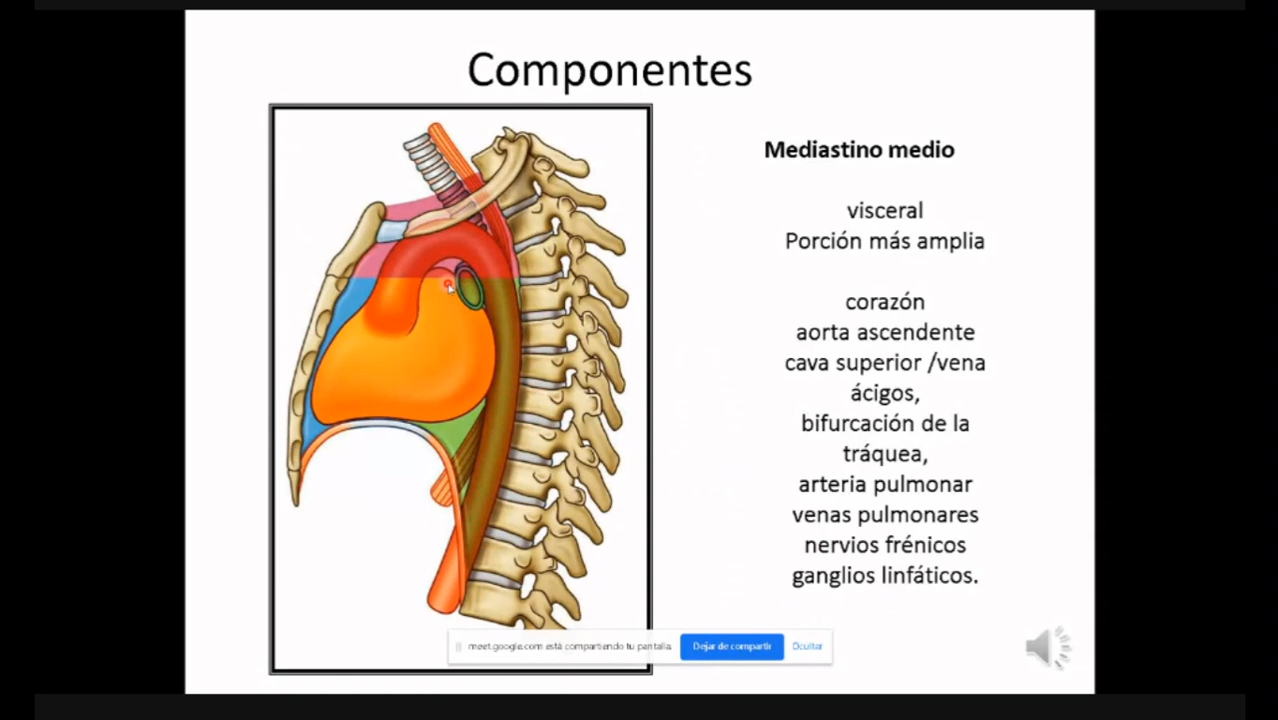 Componentes
Mediastino medio
visceral
Porción más amplia
corazón
aorta ascendente
cava superior /vena
ácigos,
bifurcación de la
tráquea,
arteria pulmonar
venas pulmonares
nervios frénicos
ganglios linfáticos.
meet.google.com está compartiendo tu pantalla. Dejar de compartir Ocultar